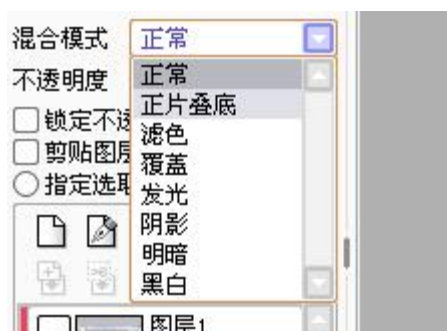 混合模式 正常
不透明度 正常
正片叠底
锁定不透
滤色
剪贴图层
覆蓋
指定选取
发光
阴影
明暗
黑白
图层1